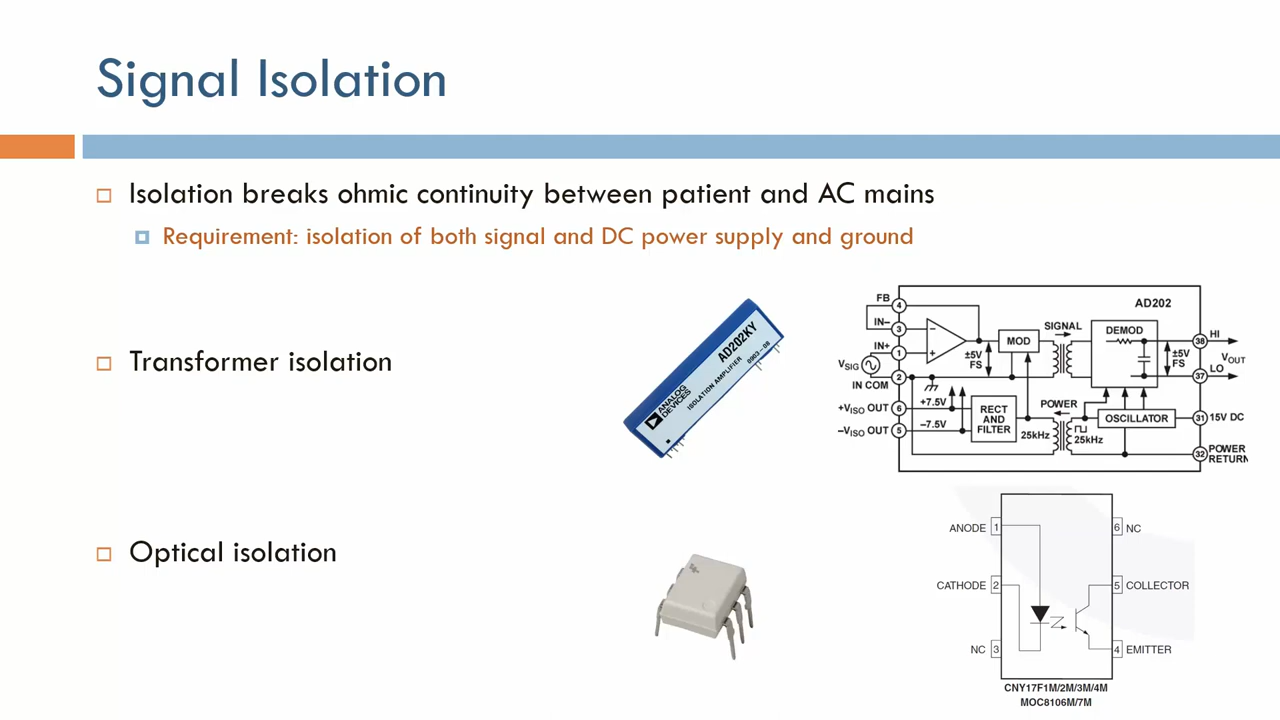 Signal Isolation
Isolation breaks ohmic continuity between patient and AC mains
Requirement: isolation of both signal and DC power supply and ground
Transformer isolation
ANALOG
DEVICES
AD202KY
ISOLATION AMPLIFIER 0903-08
AD202
FB
4
IN–
3
IN+
1
VSIG
2
IN COM
+VISO OUT
6
–VISO OUT
5
±5V
FS
MOD
SIGNAL
DEMOD
±5V
FS
38
HI
VOUT
LO
37
+7.5V
–7.5V
RECT
AND
FILTER
POWER
25kHz
25kHz
OSCILLATOR
31
15V DC
32
POWER
RETURN
Optical isolation
ANODE 1
6 NC
CATHODE 2
5 COLLECTOR
NC 3
4 EMITTER
CNY17F1M/2M/3M/4M
MOC8106M/7M